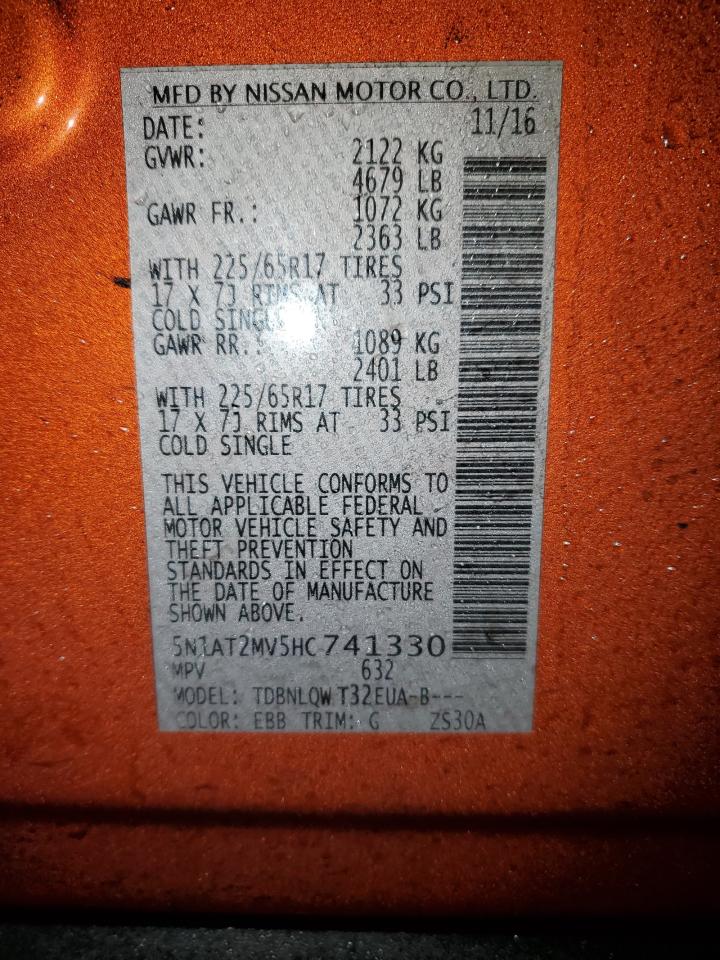 MFD BY NISSAN MOTOR CO., LTD.
DATE: 11/16
GVWR: 2122 KG
4679 LB
GAWR FR.: 1072 KG
2363 LB
WITH 225/65R17 TIRES
17 X 7J RIMS AT 33 PSI
COLD SINGLE
GAWR RR.: 1089 KG
2401 LB
WITH 225/65R17 TIRES
17 X 7J RIMS AT 33 PSI
COLD SINGLE
THIS VEHICLE CONFORMS TO
ALL APPLICABLE FEDERAL
MOTOR VEHICLE SAFETY AND
THEFT PREVENTION
STANDARDS IN EFFECT ON
THE DATE OF MANUFACTURE
SHOWN ABOVE.
5N1AT2MV5HC741330
MPV 632
MODEL: TDBNLQW T32EUA-B---
COLOR: EBB TRIM: G ZS30A